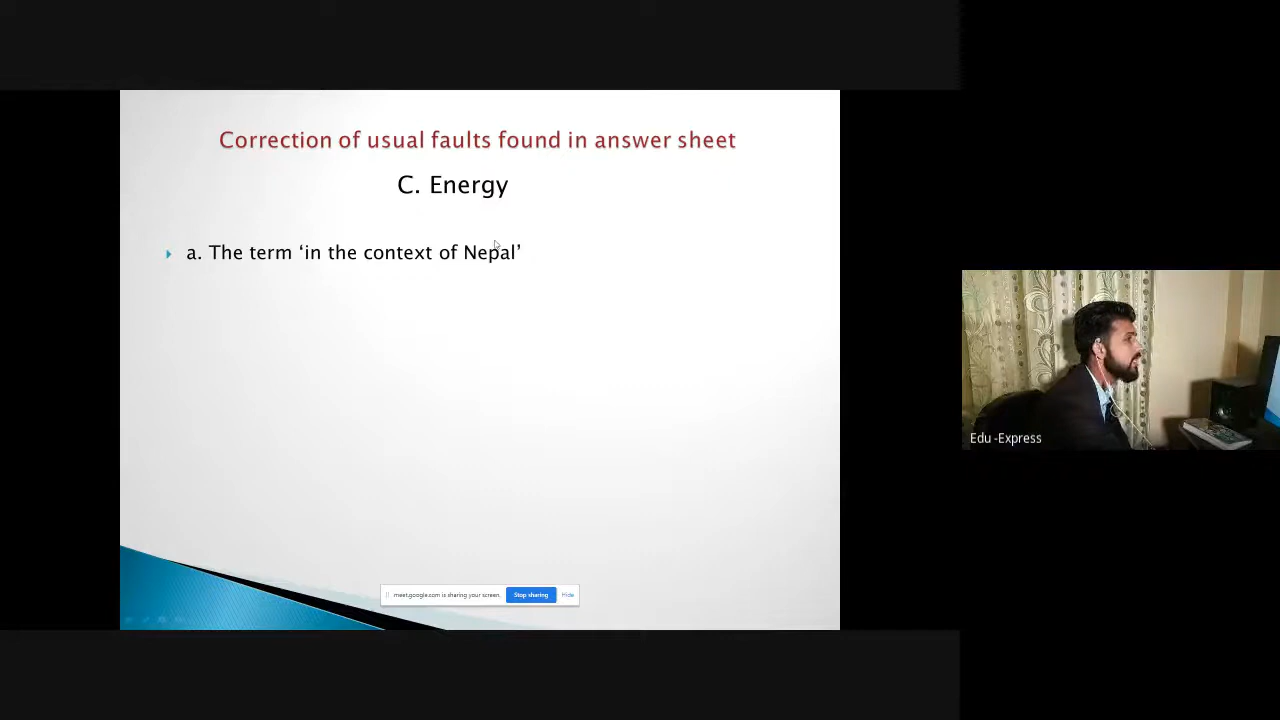 Correction of usual faults found in answer sheet
C. Energy
a. The term ‘in the context of Nepal’
meet.google.com is sharing your screen. Stop sharing Hide
Edu -Express